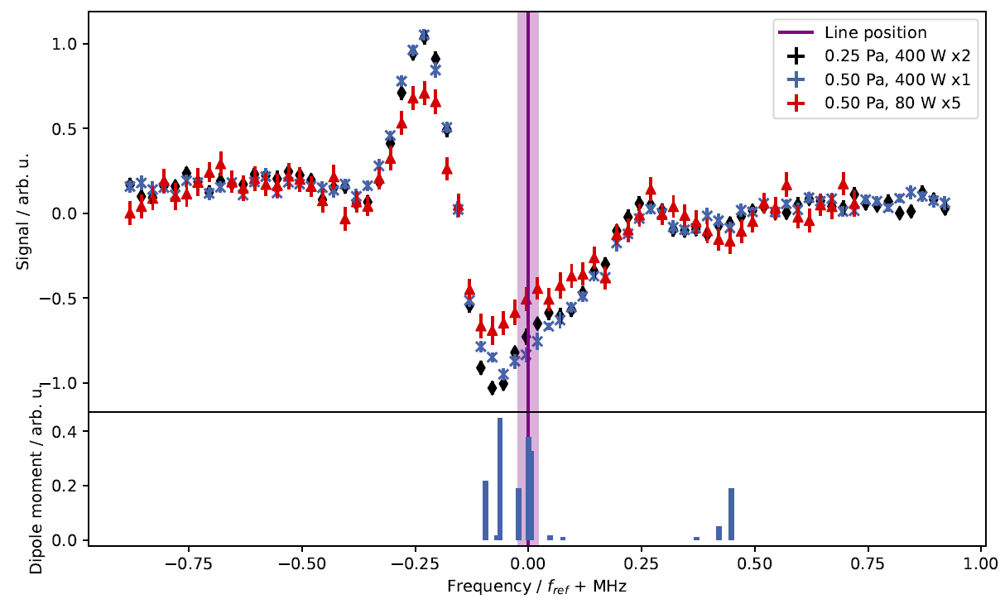 Signal / arb. u.
1.0
0.5
0.0
−0.5
−1.0
Line position
0.25 Pa, 400 W x2
0.50 Pa, 400 W x1
0.50 Pa, 80 W x5
Dipole moment / arb. u.
0.4
0.2
0.0
−0.75
−0.50
−0.25
0.00
0.25
0.50
0.75
1.00
Frequency / f_ref + MHz